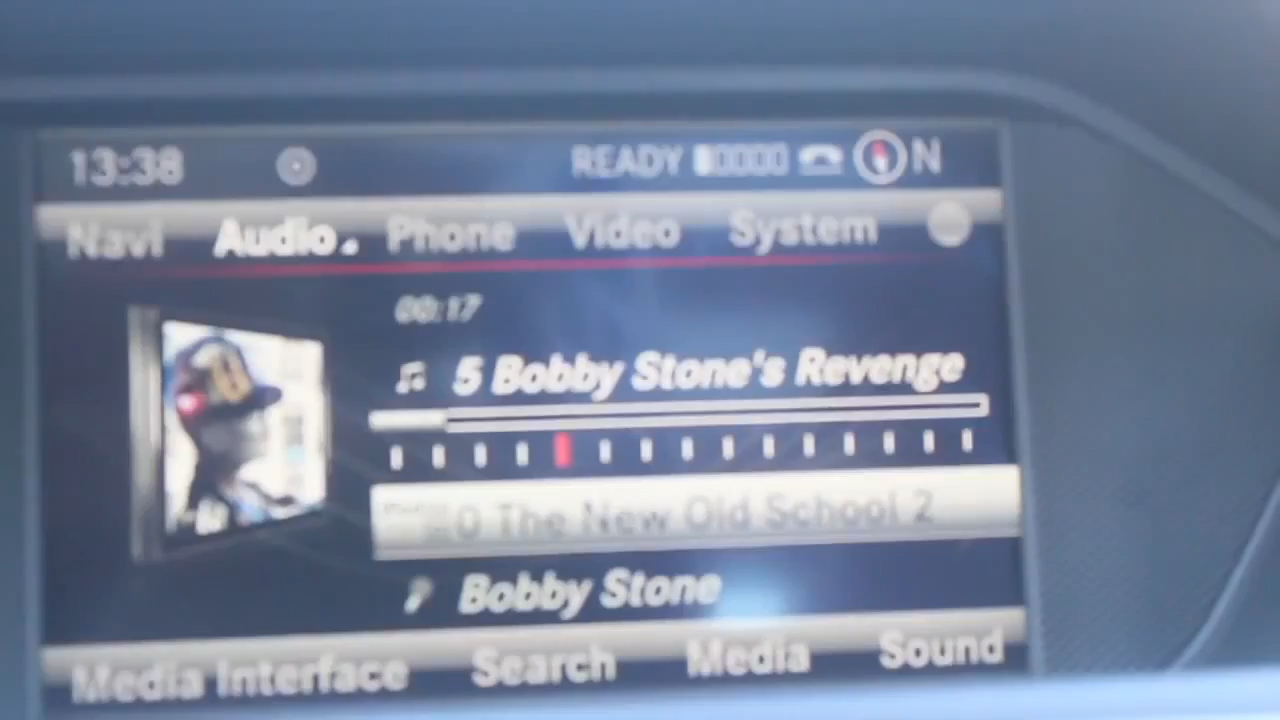 13:38 READY N
Navi Audio Phone Video System
00:17
5 Bobby Stone's Revenge
0 The New Old School 2
Bobby Stone
Media Interface Search Media Sound